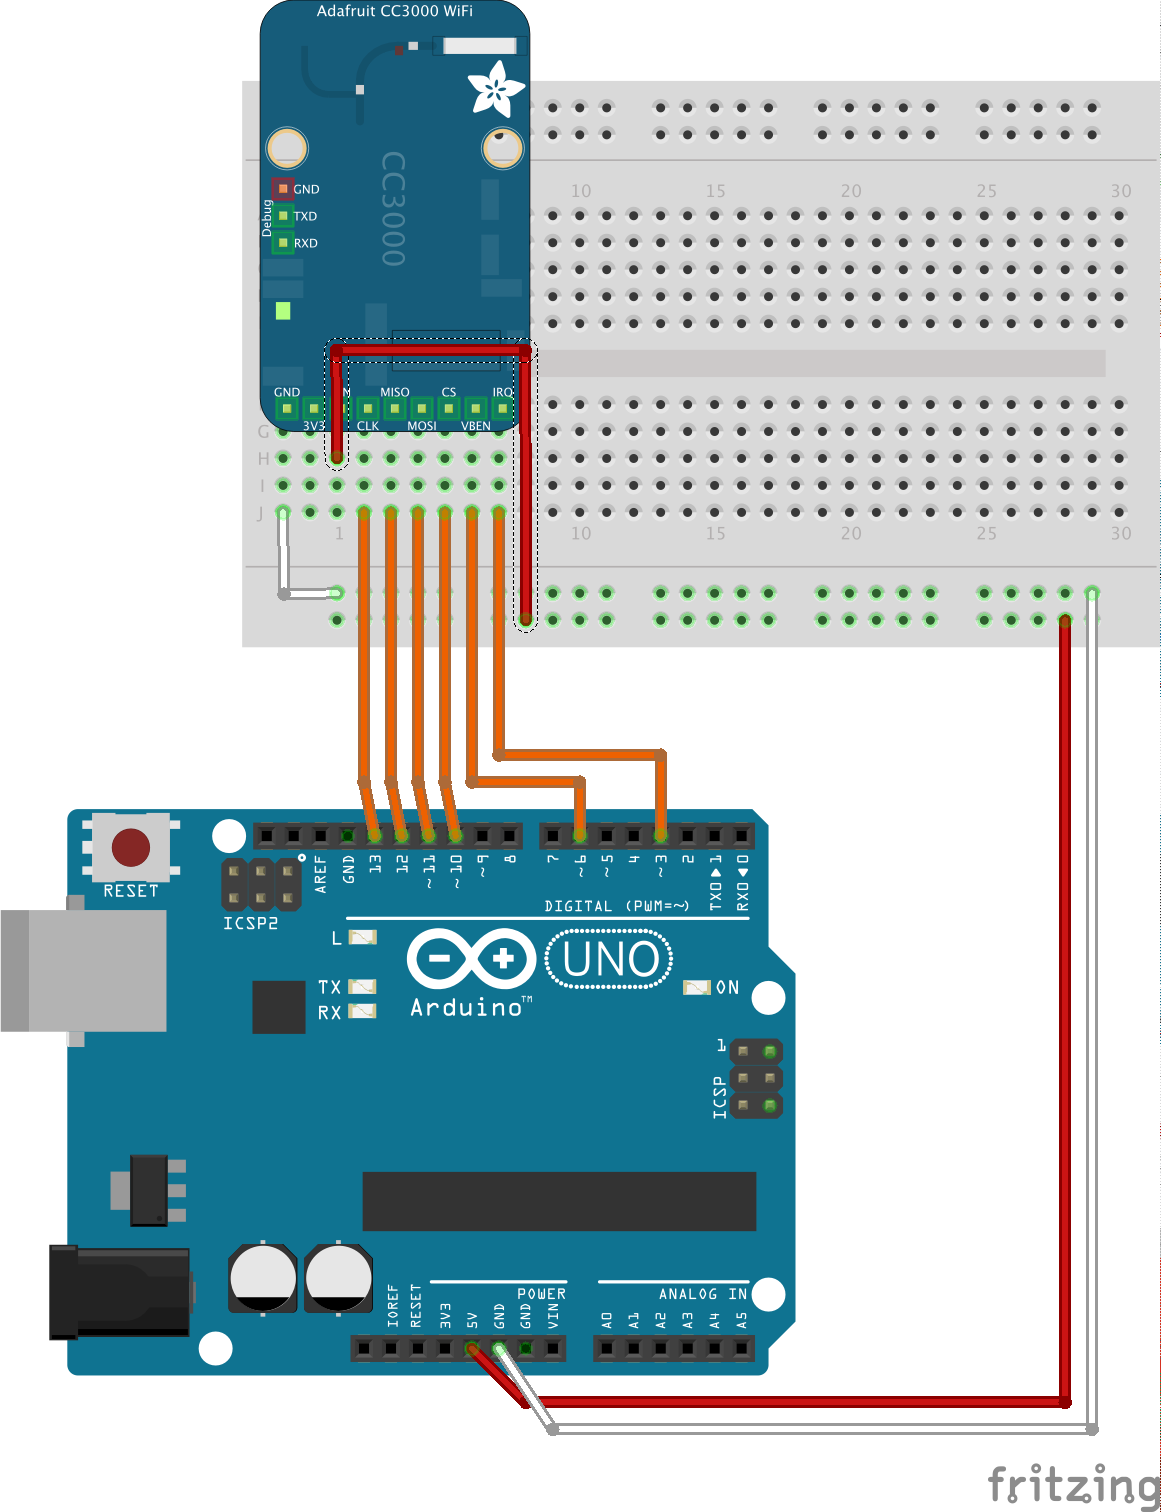 Adafruit CC3000 WiFi
CC3000
Debug
GND
TXD
RXD
GND
MISO
CS
IRQ
3V3
CLK
MOSI
VBEN
10
15
20
25
30
G
H
I
J
1
10
15
20
25
30
RESET
ICSP2
AREF
GND
13
12
~11
~10
~9
8
7
~6
~5
4
~3
2
TX0▶1
RX0◀0
DIGITAL (PWM=~)
L
TX
RX
Arduino™
UNO
ON
1
ICSP
IOREF
RESET
3V3
5V
GND
GND
VIN
POWER
A0
A1
A2
A3
A4
A5
ANALOG IN
fritzing